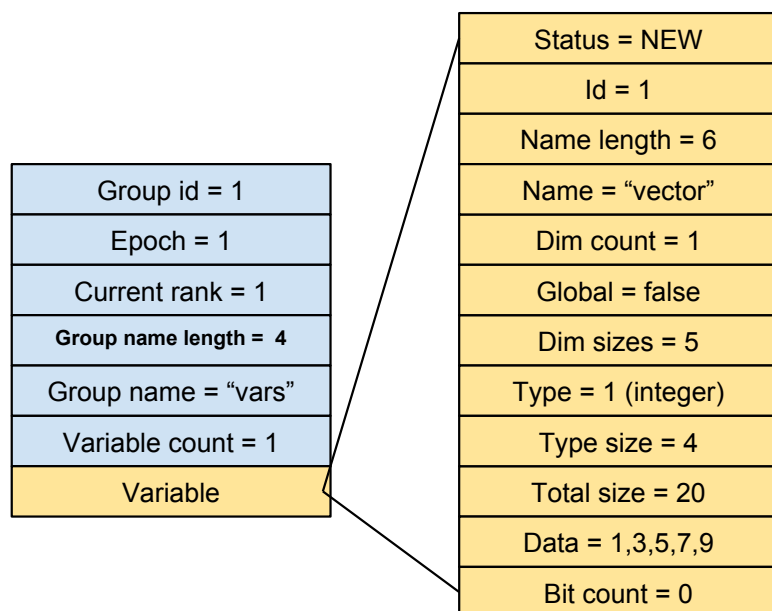 Group id = 1
Epoch = 1
Current rank = 1
Group name length = 4
Group name = “vars”
Variable count = 1
Variable
Status = NEW
Id = 1
Name length = 6
Name = “vector”
Dim count = 1
Global = false
Dim sizes = 5
Type = 1 (integer)
Type size = 4
Total size = 20
Data = 1,3,5,7,9
Bit count = 0